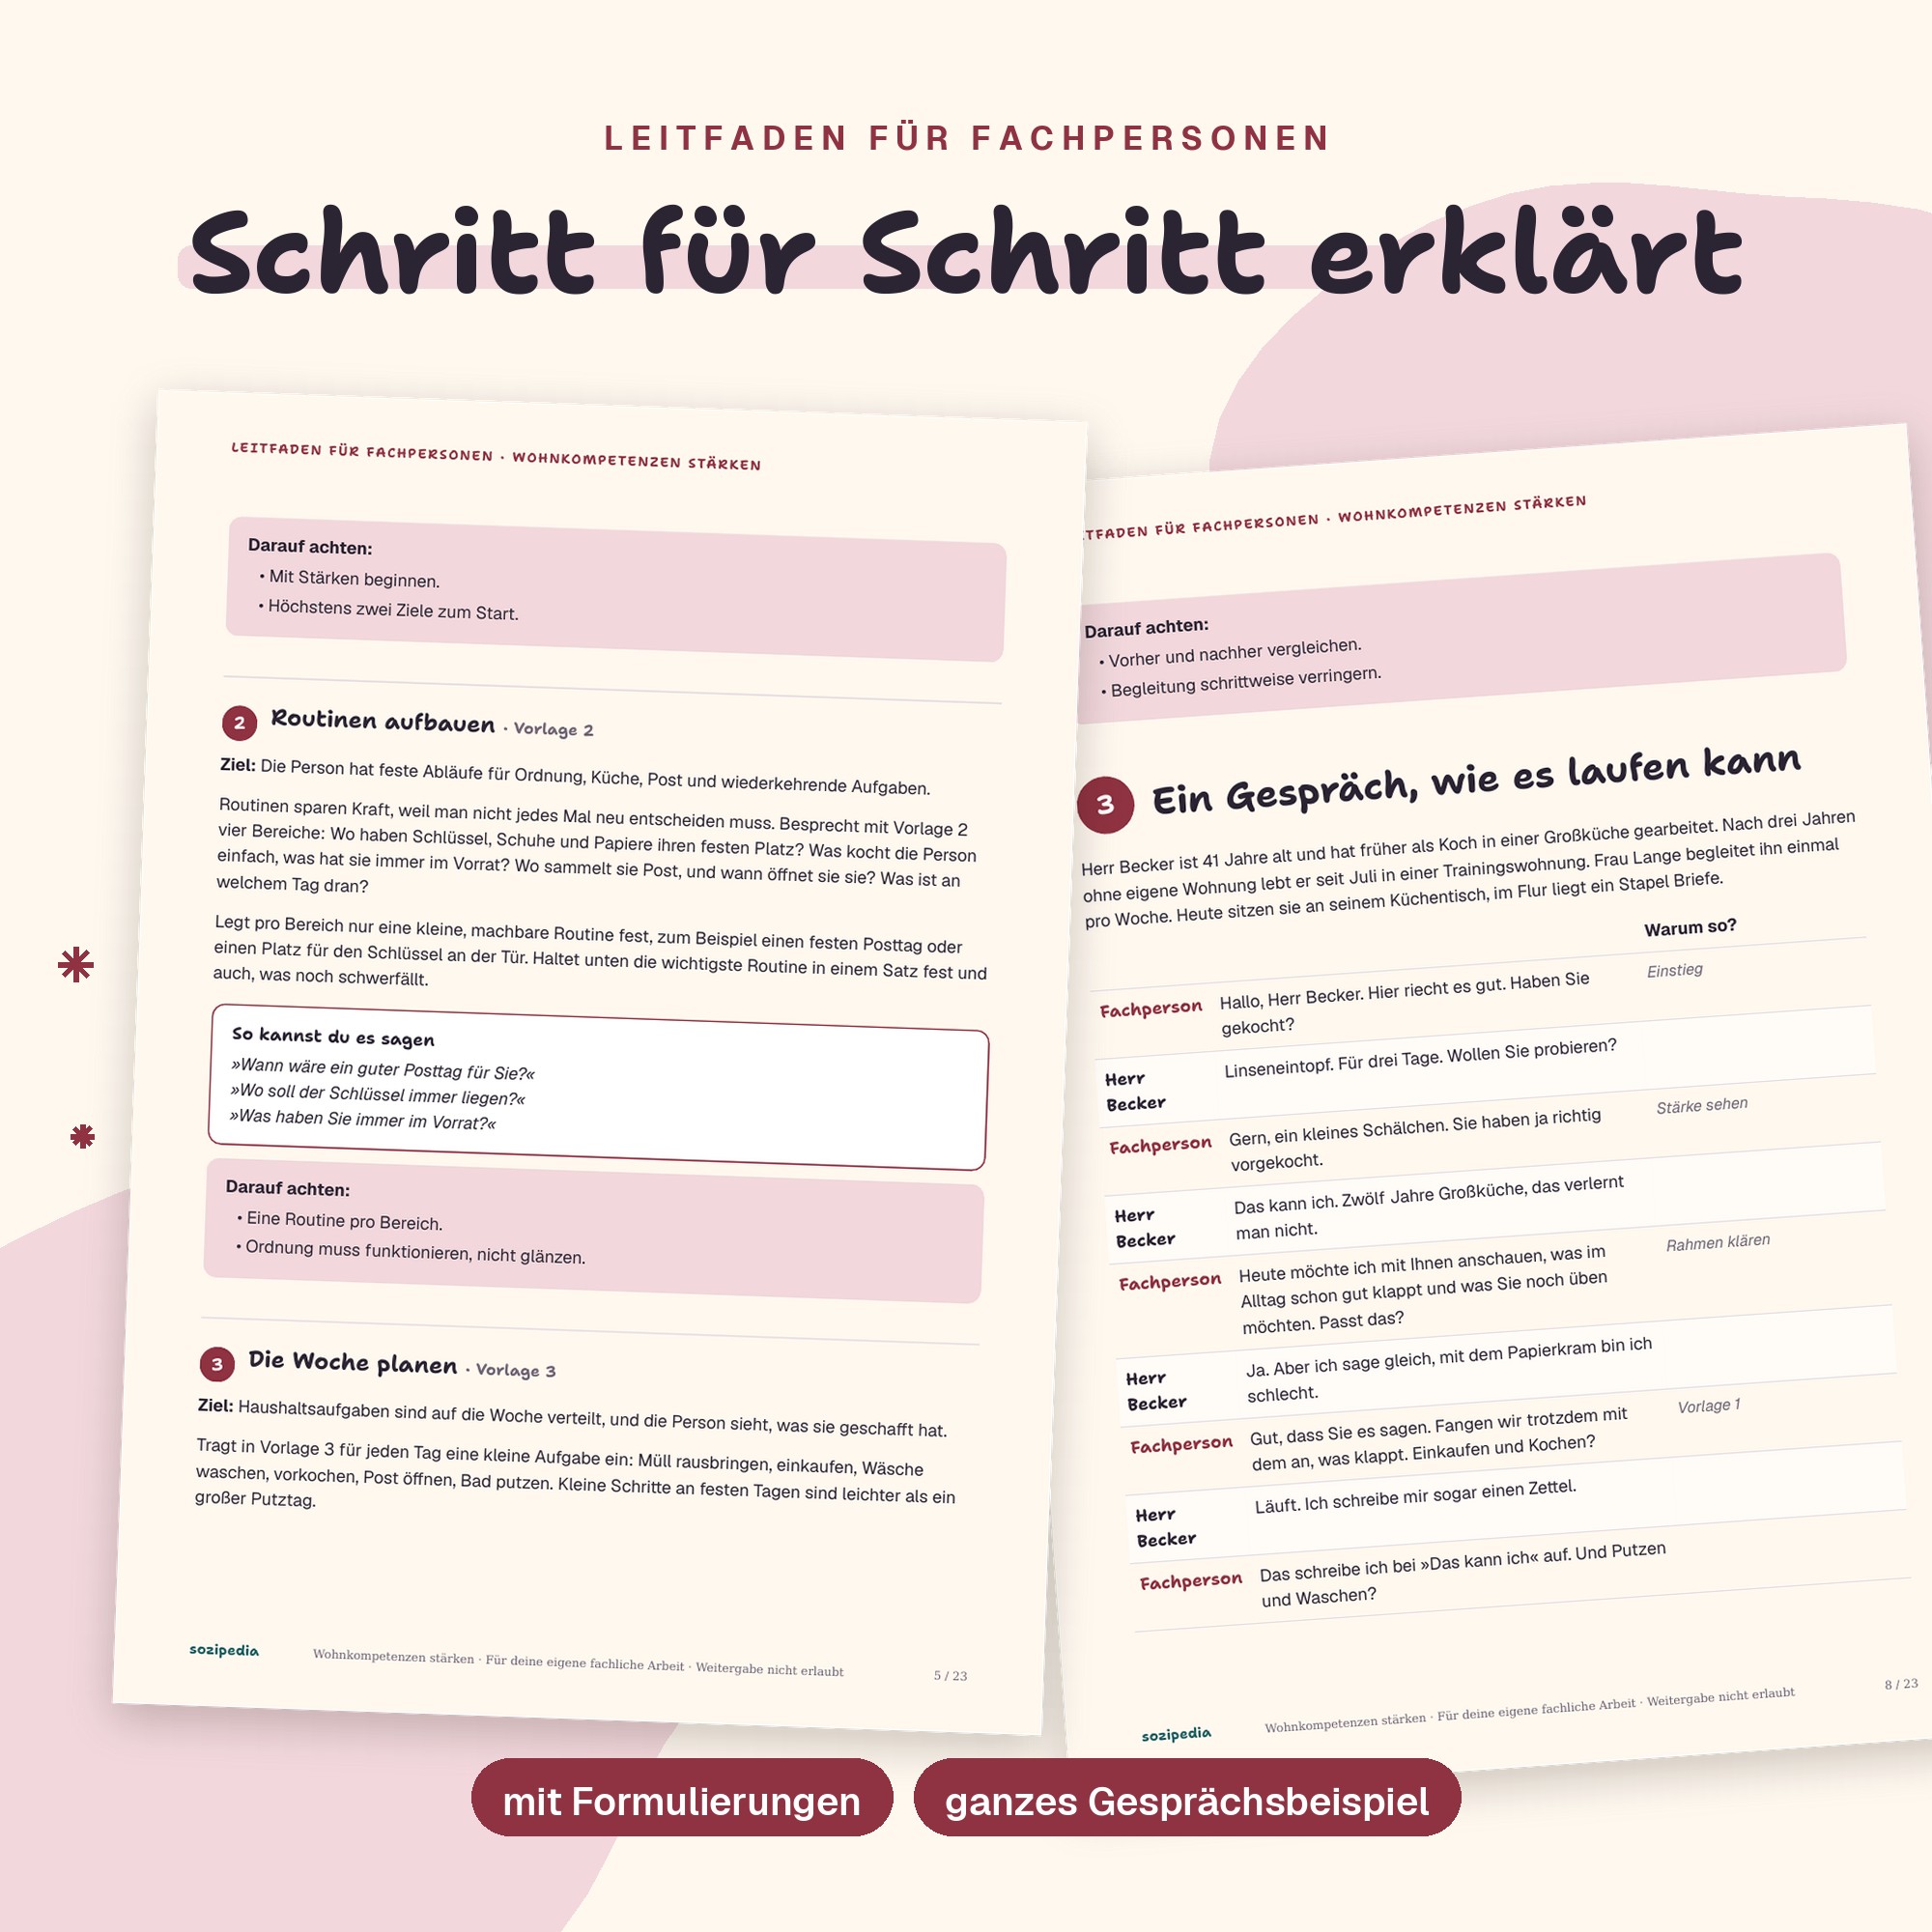 LEITFADEN FÜR FACHPERSONEN
Schritt für Schritt erklärt
LEITFADEN FÜR FACHPERSONEN · WOHNKOMPETENZEN STÄRKEN
Darauf achten:
• Mit Stärken beginnen.
• Höchstens zwei Ziele zum Start.
2 Routinen aufbauen · Vorlage 2
Ziel: Die Person hat feste Abläufe für Ordnung, Küche, Post und wiederkehrende Aufgaben.
Routinen sparen Kraft, weil man nicht jedes Mal neu entscheiden muss. Besprecht mit Vorlage 2
vier Bereiche: Wo haben Schlüssel, Schuhe und Papiere ihren festen Platz? Was kocht die Person
einfach, was hat sie immer im Vorrat? Wo sammelt sie Post, und wann öffnet sie sie? Was ist an
welchem Tag dran?
Legt pro Bereich nur eine kleine, machbare Routine fest, zum Beispiel einen festen Posttag oder
einen Platz für den Schlüssel an der Tür. Haltet unten die wichtigste Routine in einem Satz fest und
auch, was noch schwerfällt.
So kannst du es sagen
»Wann wäre ein guter Posttag für Sie?«
»Wo soll der Schlüssel immer liegen?«
»Was haben Sie immer im Vorrat?«
Darauf achten:
• Eine Routine pro Bereich.
• Ordnung muss funktionieren, nicht glänzen.
3 Die Woche planen · Vorlage 3
Ziel: Haushaltsaufgaben sind auf die Woche verteilt, und die Person sieht, was sie geschafft hat.
Tragt in Vorlage 3 für jeden Tag eine kleine Aufgabe ein: Müll rausbringen, einkaufen, Wäsche
waschen, vorkochen, Post öffnen, Bad putzen. Kleine Schritte an festen Tagen sind leichter als ein
großer Putztag.
sozipedia Wohnkompetenzen stärken · Für deine eigene fachliche Arbeit · Weitergabe nicht erlaubt 5 / 23
TFADEN FÜR FACHPERSONEN · WOHNKOMPETENZEN STÄRKEN
Darauf achten:
• Vorher und nachher vergleichen.
• Begleitung schrittweise verringern.
3 Ein Gespräch, wie es laufen kann
Herr Becker ist 41 Jahre alt und hat früher als Koch in einer Großküche gearbeitet. Nach drei Jahren
ohne eigene Wohnung lebt er seit Juli in einer Trainingswohnung. Frau Lange begleitet ihn einmal
pro Woche. Heute sitzen sie an seinem Küchentisch, im Flur liegt ein Stapel Briefe.
Warum so?
Fachperson Hallo, Herr Becker. Hier riecht es gut. Haben Sie Einstieg
gekocht?
Herr Linseneintopf. Für drei Tage. Wollen Sie probieren?
Becker
Fachperson Gern, ein kleines Schälchen. Sie haben ja richtig Stärke sehen
vorgekocht.
Herr Das kann ich. Zwölf Jahre Großküche, das verlernt
Becker man nicht.
Fachperson Heute möchte ich mit Ihnen anschauen, was im Rahmen klären
Alltag schon gut klappt und was Sie noch üben
möchten. Passt das?
Herr Ja. Aber ich sage gleich, mit dem Papierkram bin ich
Becker schlecht.
Fachperson Gut, dass Sie es sagen. Fangen wir trotzdem mit Vorlage 1
dem an, was klappt. Einkaufen und Kochen?
Herr Läuft. Ich schreibe mir sogar einen Zettel.
Becker
Fachperson Das schreibe ich bei »Das kann ich« auf. Und Putzen
und Waschen?
sozipedia Wohnkompetenzen stärken · Für deine eigene fachliche Arbeit · Weitergabe nicht erlaubt 8 / 23
mit Formulierungen
ganzes Gesprächsbeispiel